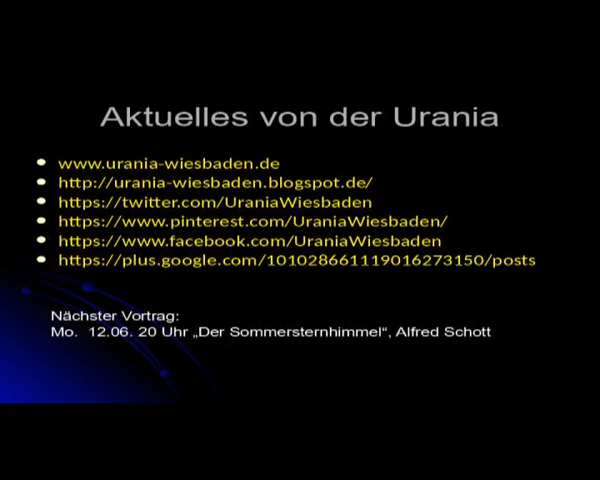 Aktuelles von der Urania
www.urania-wiesbaden.de
http://urania-wiesbaden.blogspot.de/
https://twitter.com/UraniaWiesbaden
https://www.pinterest.com/UraniaWiesbaden/
https://www.facebook.com/UraniaWiesbaden
https://plus.google.com/101028661119016273150/posts
Nächster Vortrag:
Mo. 12.06. 20 Uhr „Der Sommersternhimmel“, Alfred Schott